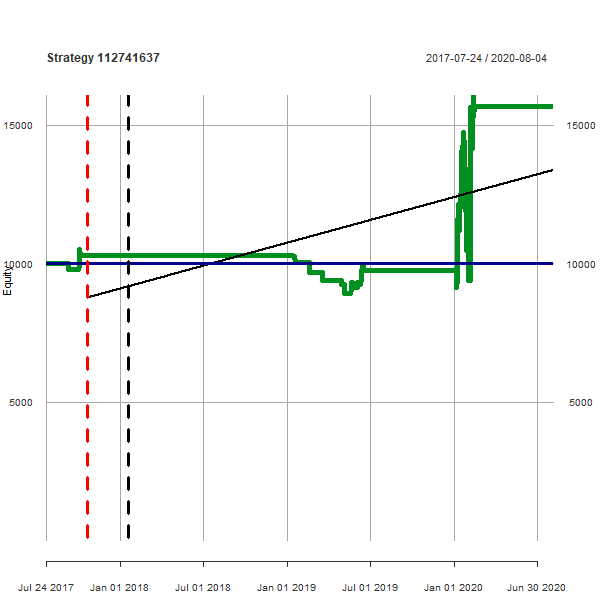 Strategy 112741637
2017-07-24 / 2020-08-04
15000
15000
10000
10000
Equity
5000
5000
Jul 24 2017
Jan 01 2018
Jul 01 2018
Jan 01 2019
Jul 01 2019
Jan 01 2020
Jun 30 2020